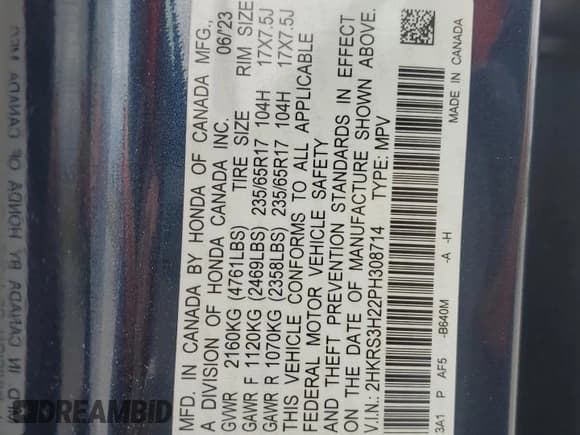 MFD. IN CANADA BY HONDA OF CANADA MFG.,
A DIVISION OF HONDA CANADA INC. 06/23
GVWR 2160KG (4761LBS) TIRE SIZE RIM SIZE
GAWR F 1120KG (2469LBS) 235/65R17 104H 17X7.5J
GAWR R 1070KG (2358LBS) 235/65R17 104H 17X7.5J
THIS VEHICLE CONFORMS TO ALL APPLICABLE
FEDERAL MOTOR VEHICLE SAFETY
AND THEFT PREVENTION STANDARDS IN EFFECT
ON THE DATE OF MANUFACTURE SHOWN ABOVE.
V.I.N.: 2HKRS3H22PH308714 TYPE: MPV
3A1 P AF5 -B640M -A -H
MADE IN CANADA
DREAMBID